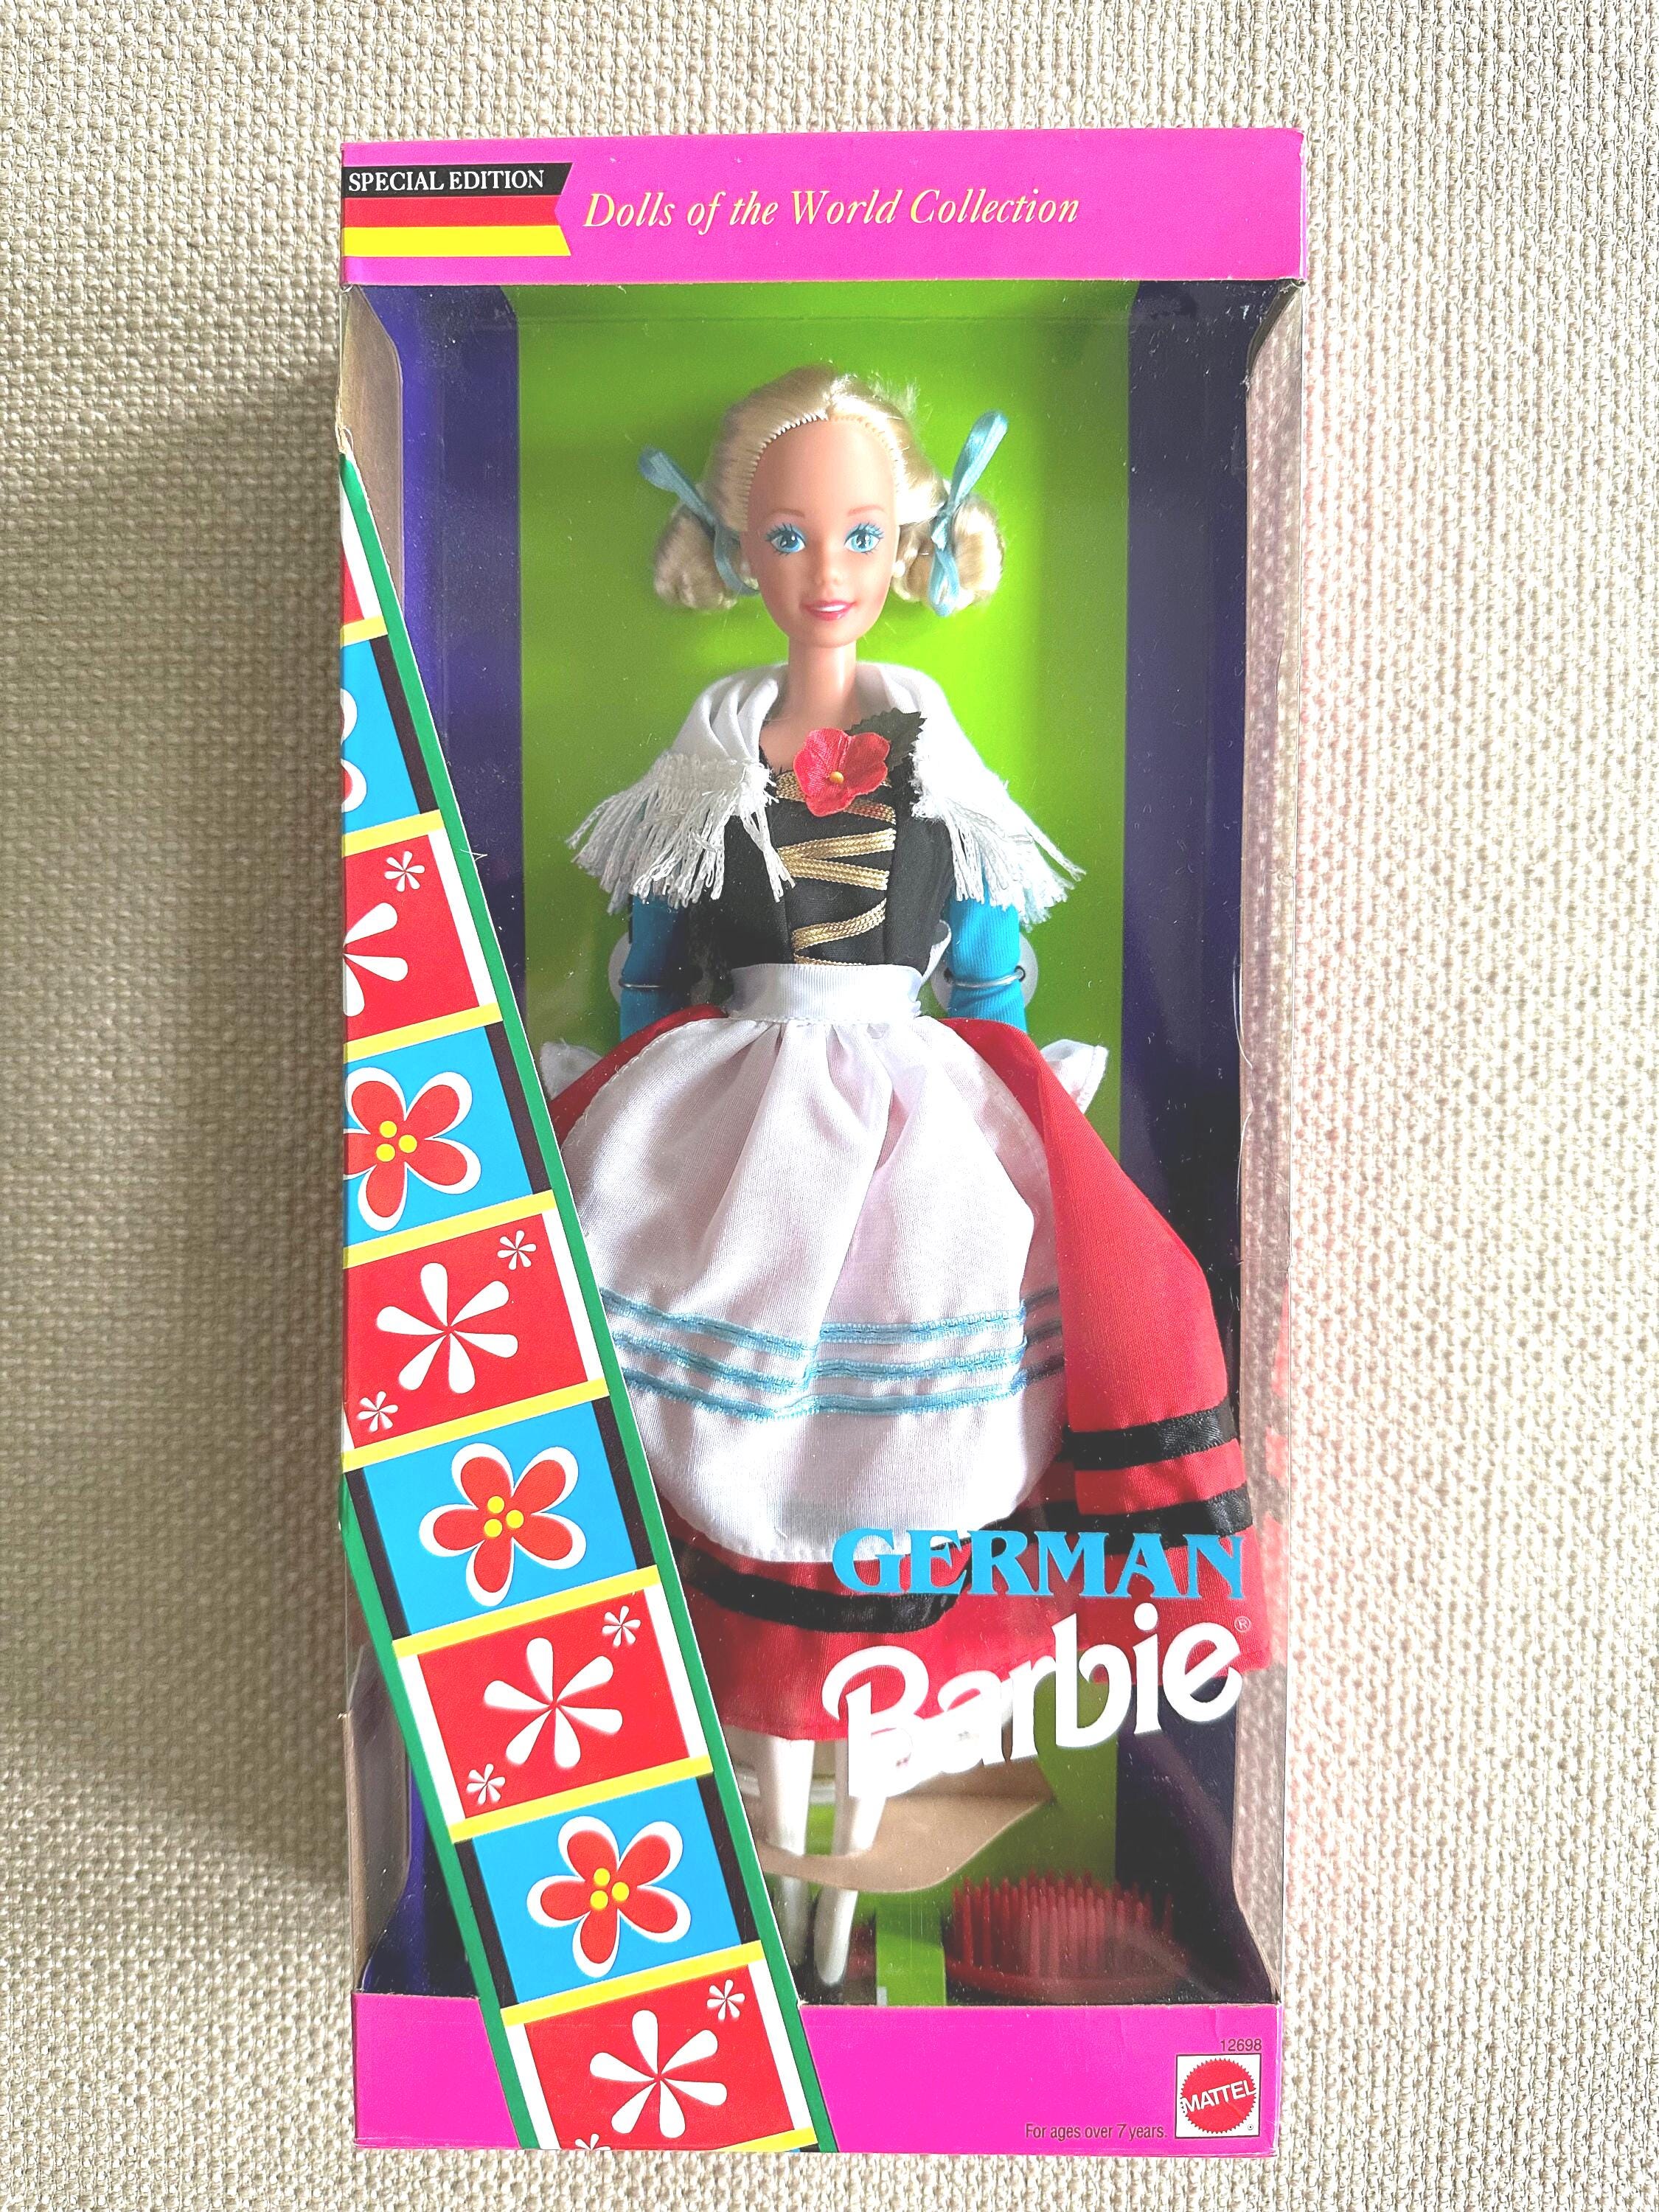 SPECIAL EDITION
Dolls of the World Collection
GERMAN
Barbie®
12698
MATTEL
For ages over 7 years.